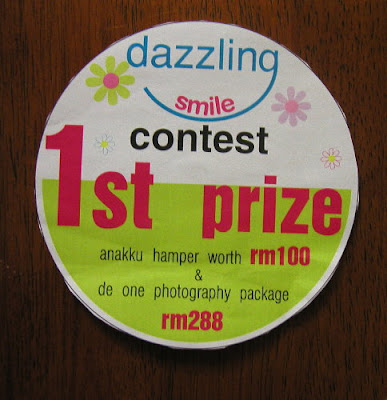 dazzling
smile
contest
1st prize
anakku hamper worth rm100
&
de one photography package
rm288